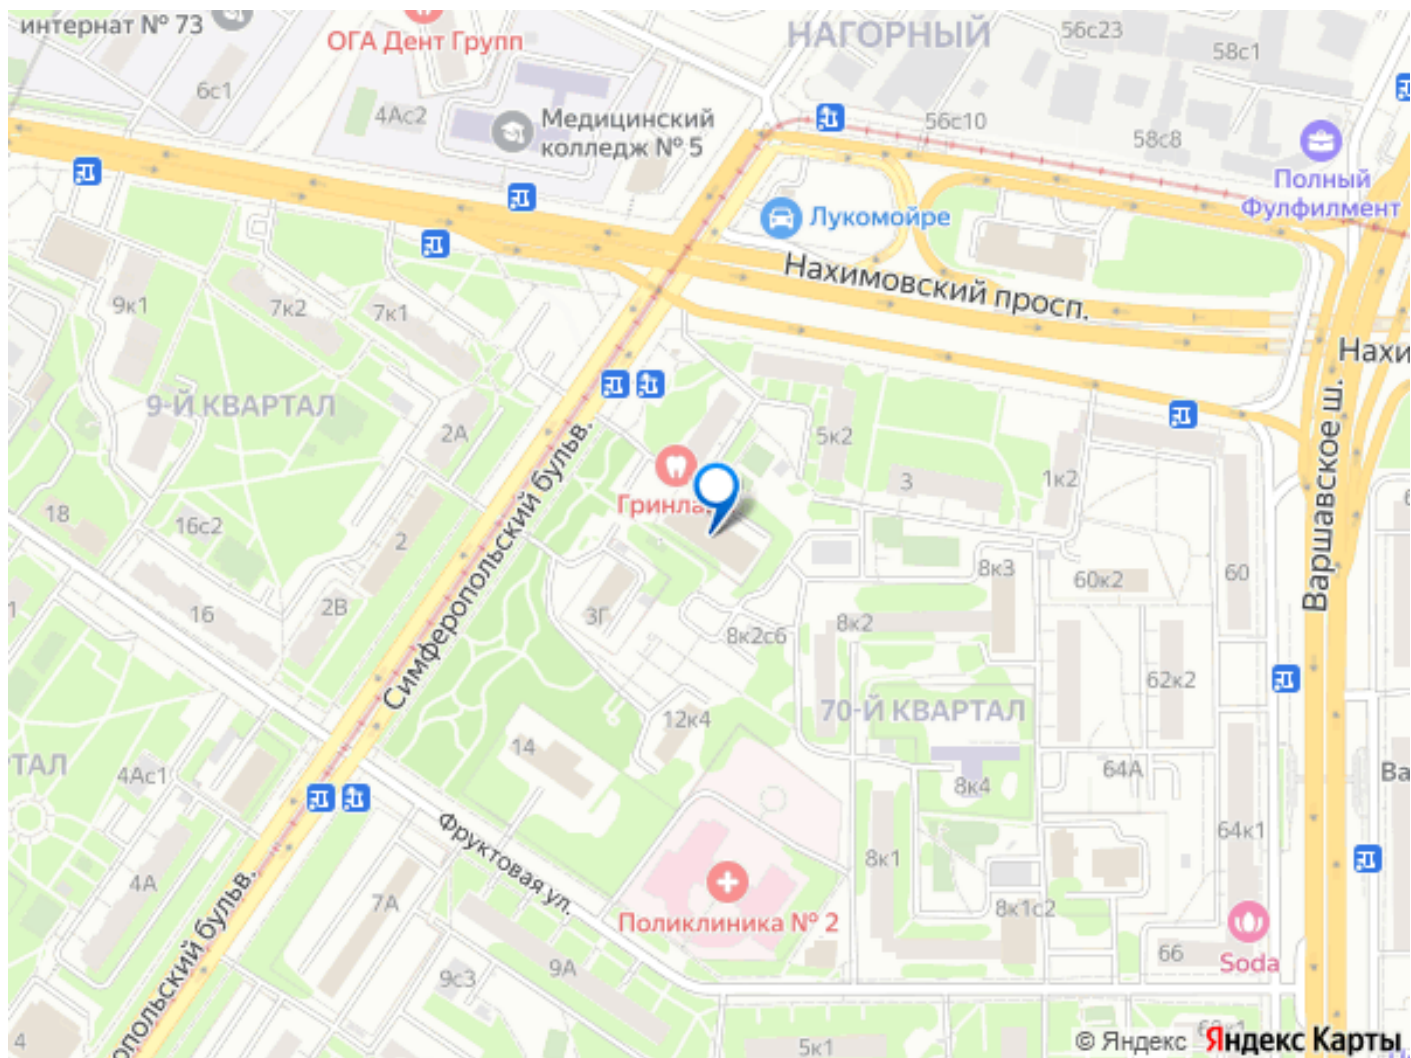 интернат № 73
ОГА Дент Групп
НАГОРНЫЙ
56с23
58с1
6с1
4Ас2
Медицинский
колледж № 5
56с10
58с8
Полный
Фулфилмент
Лукомойре
Нахимовский просп.
Нахи
9к1
7к2
7к1
9-Й КВАРТАЛ
2А
5к2
3
1к2
Гринла
Симферопольский бульв.
Варшавское ш.
18
16с2
2
16
2В
3Г
8к2с6
8к2
8к3
60к2
60
62к2
12к4
70-Й КВАРТАЛ
14
ТАЛ
4Ас1
64А
8к4
Ва
64к1
Фруктовая ул.
8к1
4А
7А
Поликлиника № 2
8к1с2
66
Soda
9А
9с3
опольский бульв.
4
5к1
© Яндекс
Яндекс Карты